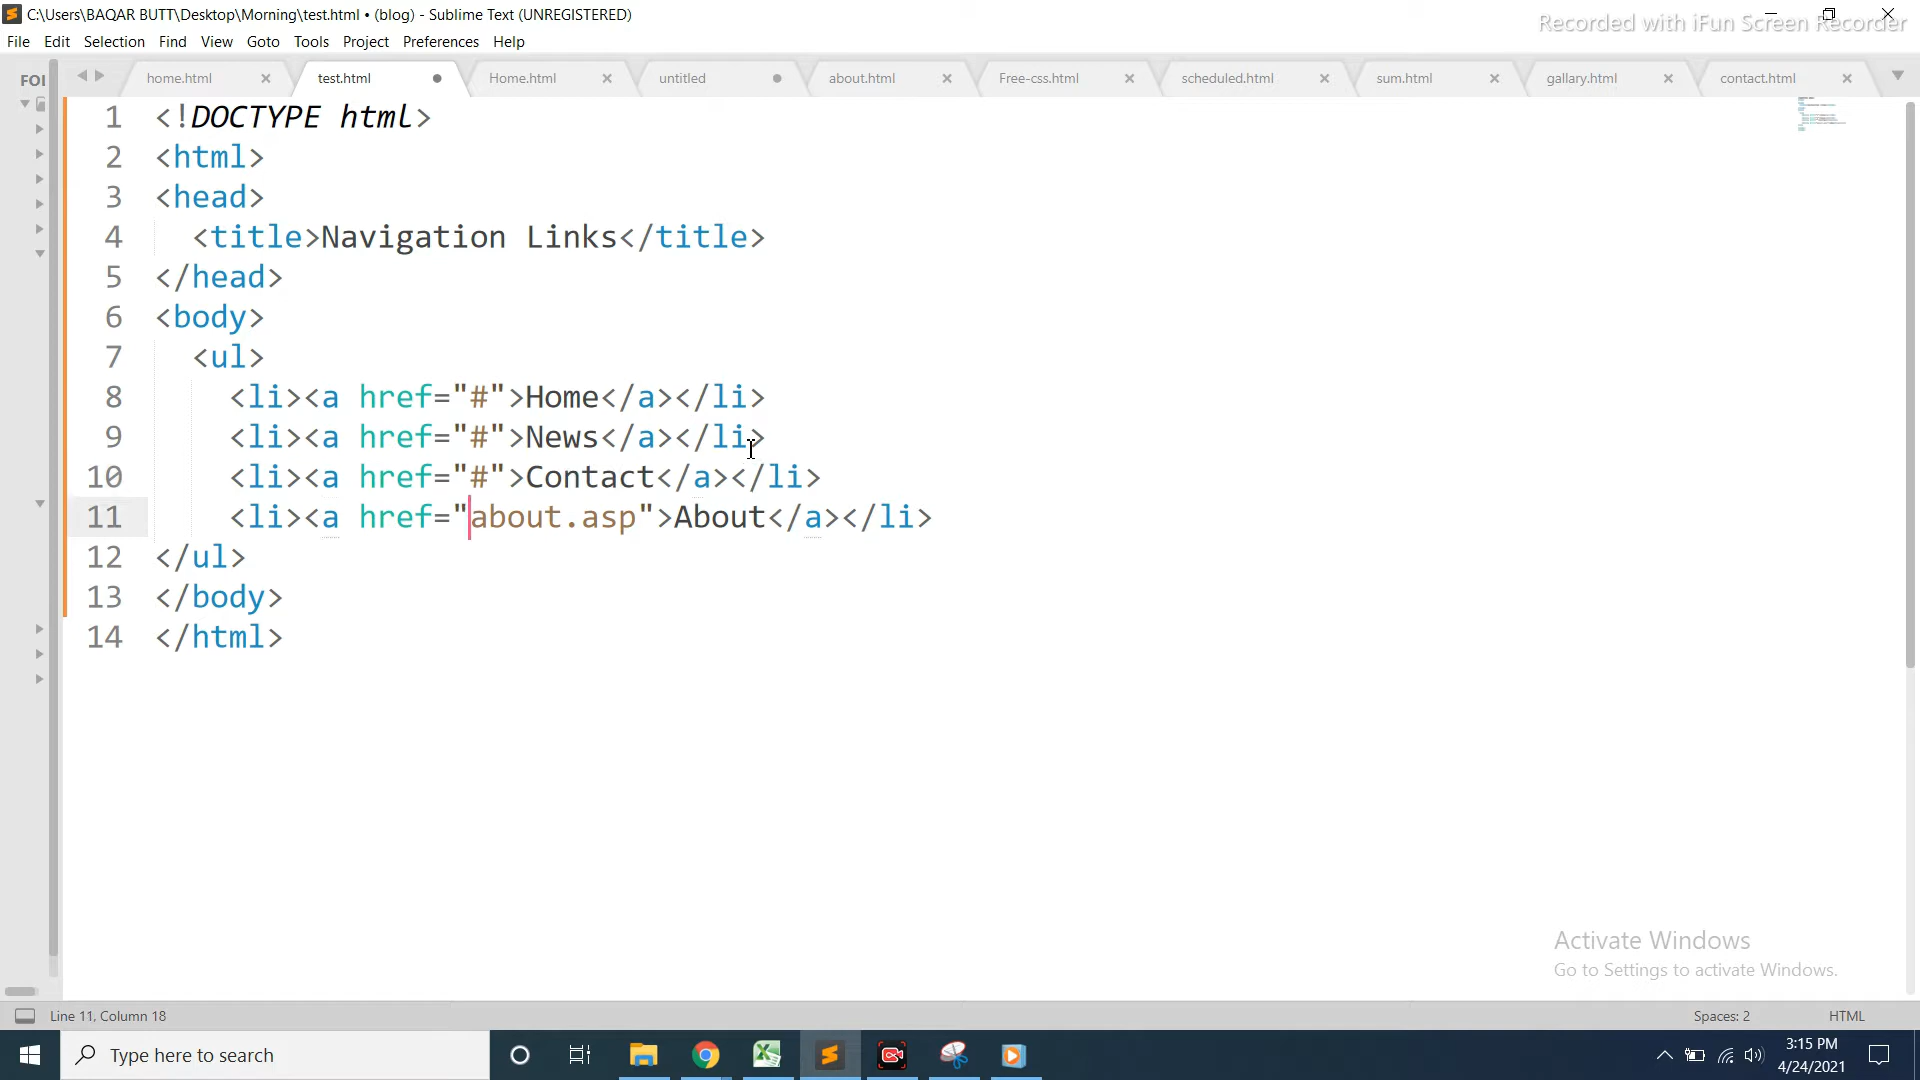 C:\Users\BAQAR BUTT\Desktop\Morning\test.html • (blog) - Sublime Text (UNREGISTERED)
Recorded with iFun Screen Recorder
File Edit Selection Find View Goto Tools Project Preferences Help
FOI
home.html test.html Home.html untitled about.html Free-css.html scheduled.html sum.html gallary.html contact.html
1 <!DOCTYPE html>
2 <html>
3 <head>
4 <title>Navigation Links</title>
5 </head>
6 <body>
7 <ul>
8 <li><a href="#">Home</a></li>
9 <li><a href="#">News</a></li>
10 <li><a href="#">Contact</a></li>
11 <li><a href="about.asp">About</a></li>
12 </ul>
13 </body>
14 </html>
Activate Windows
Go to Settings to activate Windows.
Line 11, Column 18 Spaces: 2 HTML
Type here to search
3:15 PM
4/24/2021